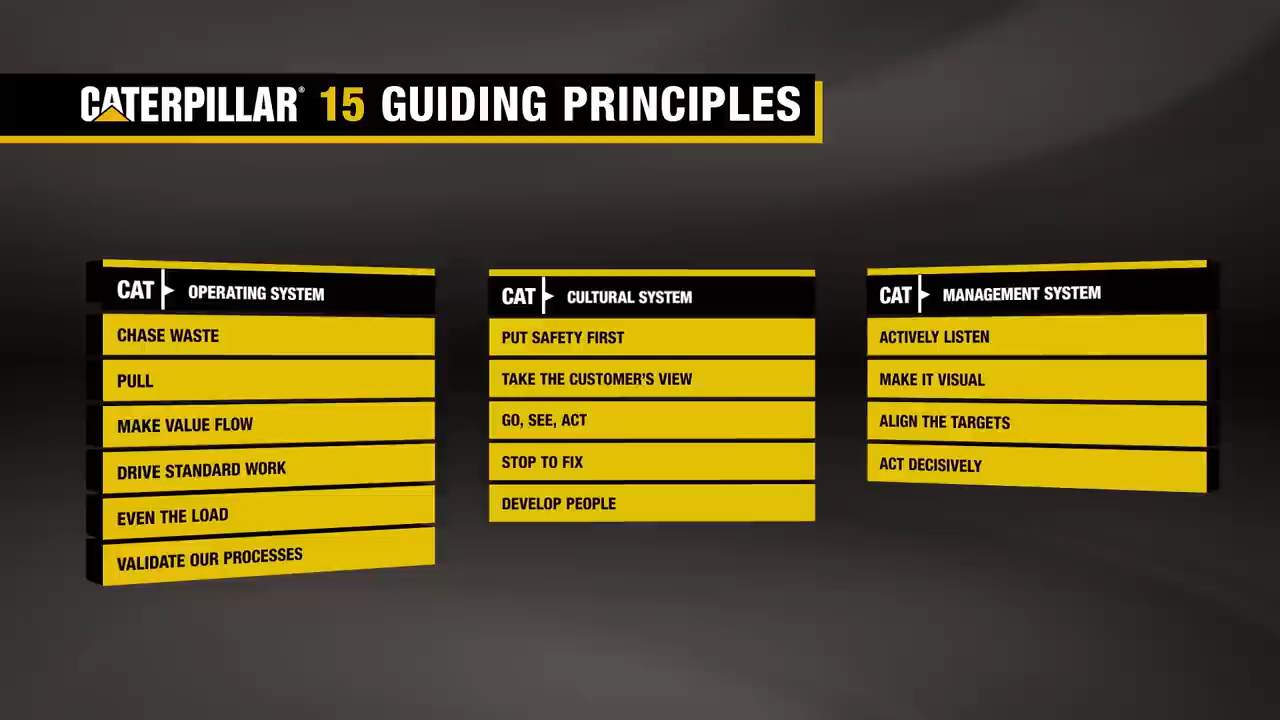 CATERPILLAR® 15 GUIDING PRINCIPLES
CAT OPERATING SYSTEM
CHASE WASTE
PULL
MAKE VALUE FLOW
DRIVE STANDARD WORK
EVEN THE LOAD
VALIDATE OUR PROCESSES
CAT CULTURAL SYSTEM
PUT SAFETY FIRST
TAKE THE CUSTOMER'S VIEW
GO, SEE, ACT
STOP TO FIX
DEVELOP PEOPLE
CAT MANAGEMENT SYSTEM
ACTIVELY LISTEN
MAKE IT VISUAL
ALIGN THE TARGETS
ACT DECISIVELY